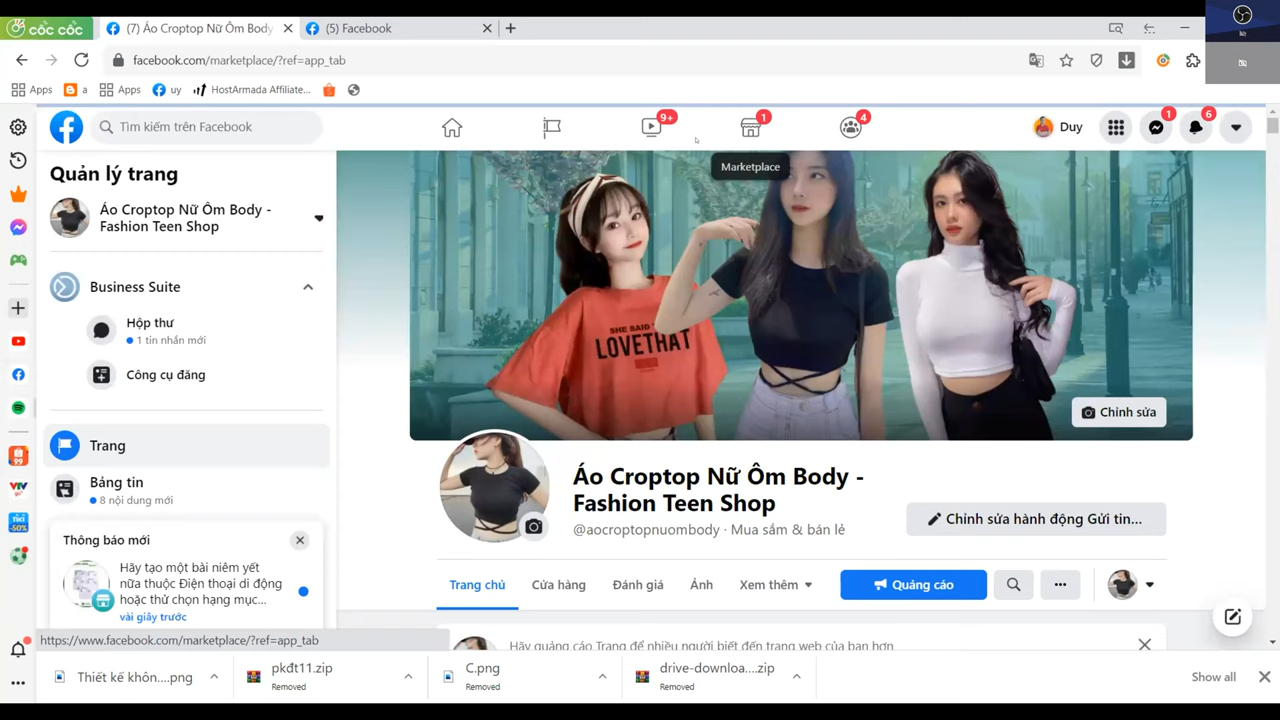 cốc cốc
(7) Áo Croptop Nữ Ôm Body
(5) Facebook
facebook.com/marketplace/?ref=app_tab
Apps
a
Apps
uy
HostArmada Affiliate...
Tìm kiếm trên Facebook
9+
1
4
Duy
1
6
Marketplace
Quản lý trang
Áo Croptop Nữ Ôm Body -
Fashion Teen Shop
Business Suite
Hộp thư
1 tin nhắn mới
Công cụ đăng
Trang
Bảng tin
8 nội dung mới
Thông báo mới
Hãy tạo một bài niêm yết
nữa thuộc Điện thoại di động
hoặc thử chọn hạng mục...
vài giây trước
SHE SAID
LOVETHAT
Chỉnh sửa
Áo Croptop Nữ Ôm Body -
Fashion Teen Shop
@aocroptopnuombody · Mua sắm & bán lẻ
Chỉnh sửa hành động Gửi tin...
Trang chủ
Cửa hàng
Đánh giá
Ảnh
Xem thêm
Quảng cáo
Hãy quảng cáo Trang để nhiều người biết đến trang web của bạn hơn
https://www.facebook.com/marketplace/?ref=app_tab
Thiết kế khôn....png
pkđt11.zip
Removed
C.png
Removed
drive-downloa....zip
Removed
Show all